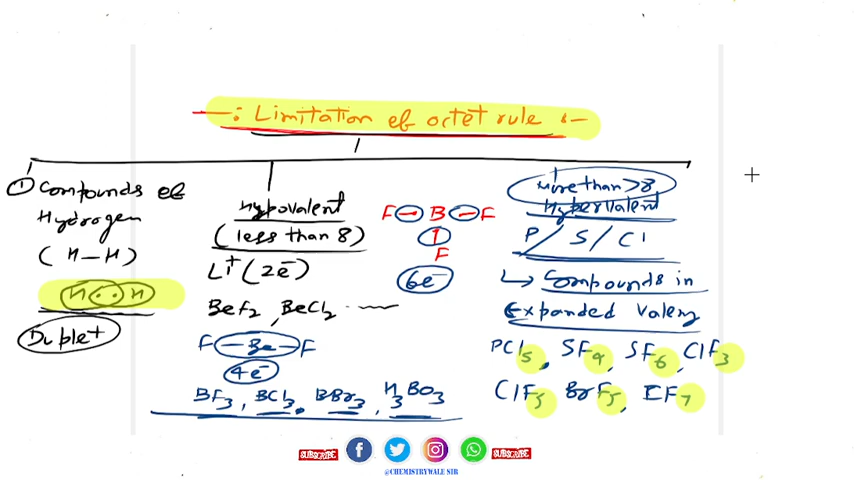 —: Limitation of octet rule :—
① Compounds of
Hydrogen
(H–H)
H··H
Duplet
Hypovalent
(less than 8)
Li+ (2e-)
BeF2, BeCl2
F—Be—F
4e-
BF3, BCl3, BBr3, H3BO3
F—B—F
F
6e-
More than >8
Hypervalent
P/S/Cl
↳ Compounds in
Expanded Valency
PCl5, SF4, SF6, ClF3
ClF5 BrF5, IF7
SUBSCRIBE
SUBSCRIBE
@CHEMISTRYWALE SIR